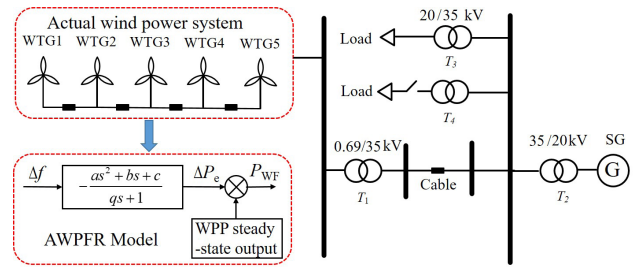 Actual wind power system
WTG1 WTG2 WTG3 WTG4 WTG5
Δf
as² + bs + c
qs + 1
ΔPe
PWF
WPP steady
-state output
AWPFR Model
0.69/35kV
T1
Cable
20/35 kV
Load
T3
Load
T4
35/20kV
T2
SG
G